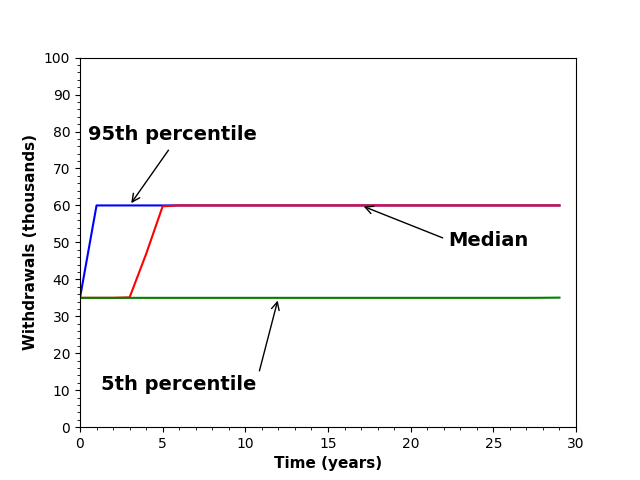 100
90
80
70
60
50
40
30
20
10
0
Withdrawals (thousands)
95th percentile
Median
5th percentile
0 5 10 15 20 25 30
Time (years)